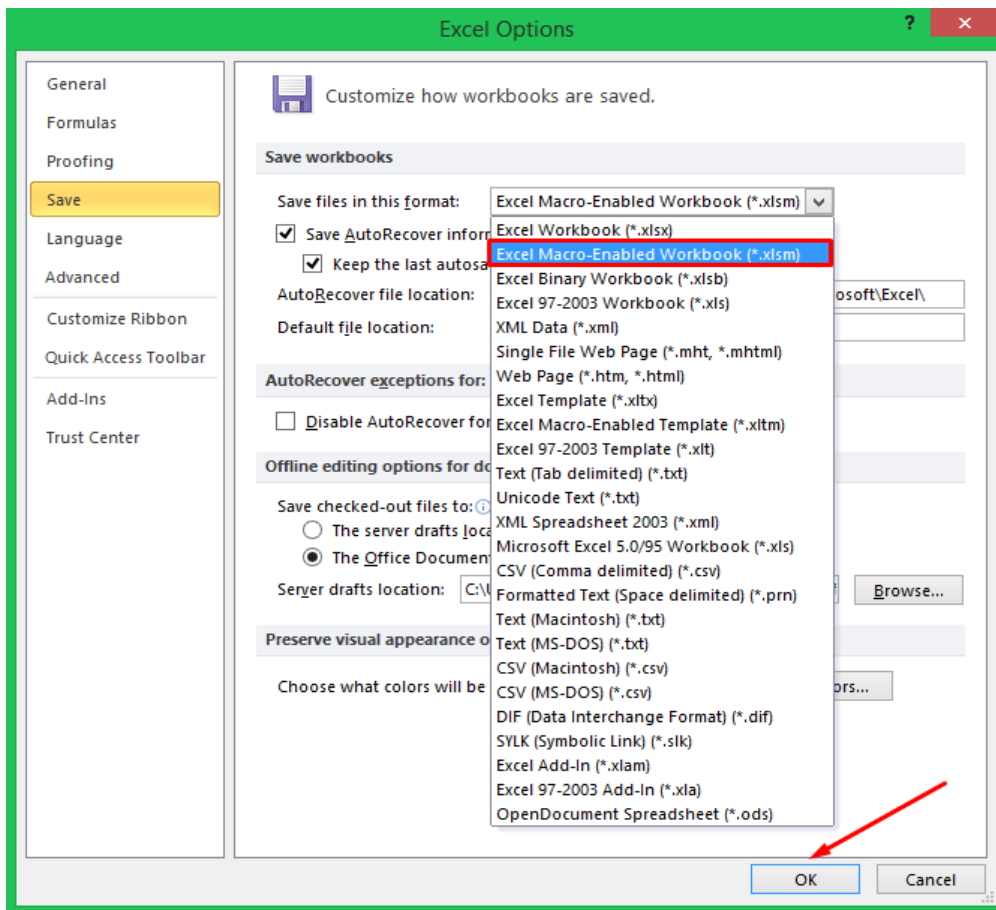 Excel Options
?
General
Formulas
Proofing
Save
Language
Advanced
Customize Ribbon
Quick Access Toolbar
Add-Ins
Trust Center
Customize how workbooks are saved.
Save workbooks
Save files in this format: Excel Macro-Enabled Workbook (*.xlsm)
Save AutoRecover infor
Keep the last autosa
AutoRecover file location: osoft\Excel\
Default file location:
AutoRecover exceptions for:
Disable AutoRecover for
Offline editing options for do
Save checked-out files to:
The server drafts loca
The Office Document
Server drafts location: C:\ Browse...
Preserve visual appearance o
Choose what colors will be ors...
Excel Workbook (*.xlsx)
Excel Macro-Enabled Workbook (*.xlsm)
Excel Binary Workbook (*.xlsb)
Excel 97-2003 Workbook (*.xls)
XML Data (*.xml)
Single File Web Page (*.mht, *.mhtml)
Web Page (*.htm, *.html)
Excel Template (*.xltx)
Excel Macro-Enabled Template (*.xltm)
Excel 97-2003 Template (*.xlt)
Text (Tab delimited) (*.txt)
Unicode Text (*.txt)
XML Spreadsheet 2003 (*.xml)
Microsoft Excel 5.0/95 Workbook (*.xls)
CSV (Comma delimited) (*.csv)
Formatted Text (Space delimited) (*.prn)
Text (Macintosh) (*.txt)
Text (MS-DOS) (*.txt)
CSV (Macintosh) (*.csv)
CSV (MS-DOS) (*.csv)
DIF (Data Interchange Format) (*.dif)
SYLK (Symbolic Link) (*.slk)
Excel Add-In (*.xlam)
Excel 97-2003 Add-In (*.xla)
OpenDocument Spreadsheet (*.ods)
OK
Cancel